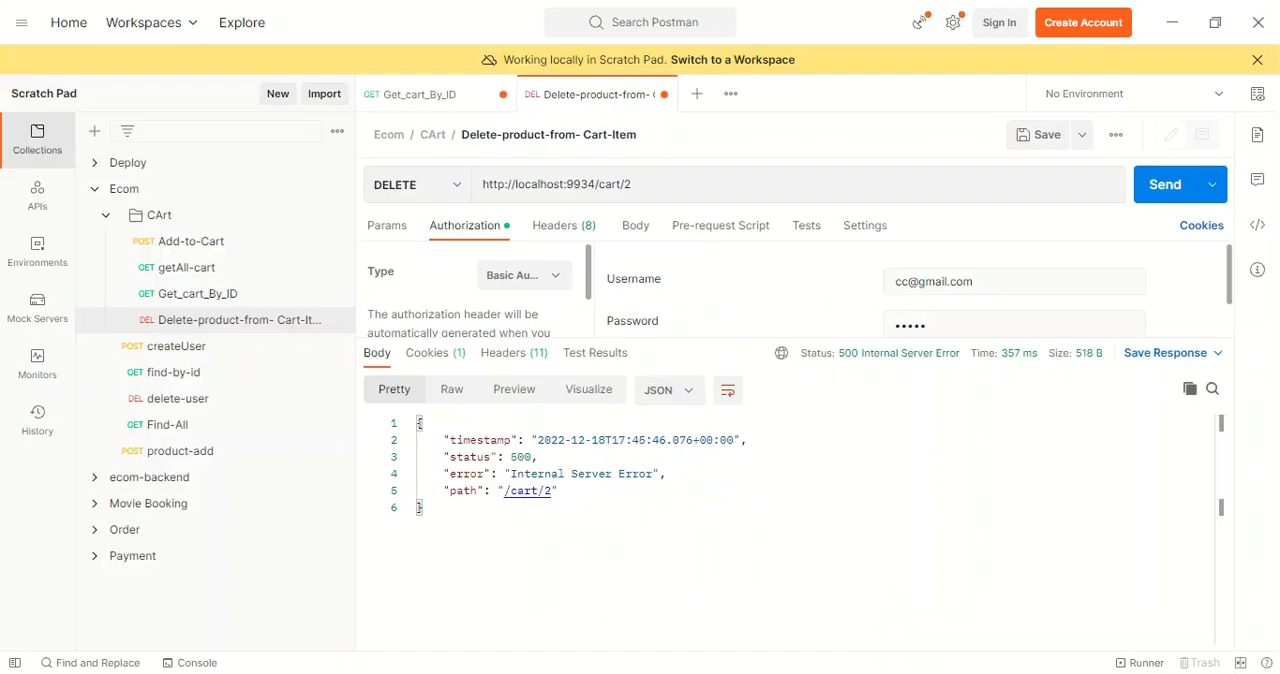 Home Workspaces Explore Search Postman Sign In Create Account
Working locally in Scratch Pad. Switch to a Workspace
Scratch Pad New Import GET Get_cart_By_ID DEL Delete-product-from- ( No Environment
Collections
APIs
Environments
Mock Servers
Monitors
History
Deploy
Ecom
CArt
POST Add-to-Cart
GET getAll-cart
GET Get_cart_By_ID
DEL Delete-product-from- Cart-It...
POST createUser
GET find-by-id
DEL delete-user
GET Find-All
POST product-add
ecom-backend
Movie Booking
Order
Payment
Ecom / CArt / Delete-product-from- Cart-Item Save
DELETE http://localhost:9934/cart/2 Send
Params Authorization Headers (8) Body Pre-request Script Tests Settings Cookies
Type Basic Au...
The authorization header will be
automatically generated when you
Username cc@gmail.com
Password •••••
Body Cookies (1) Headers (11) Test Results Status: 500 Internal Server Error Time: 357 ms Size: 518 B Save Response
Pretty Raw Preview Visualize JSON
1 {
2 "timestamp": "2022-12-18T17:45:46.076+00:00",
3 "status": 500,
4 "error": "Internal Server Error",
5 "path": "/cart/2"
6 }
Find and Replace Console Runner Trash